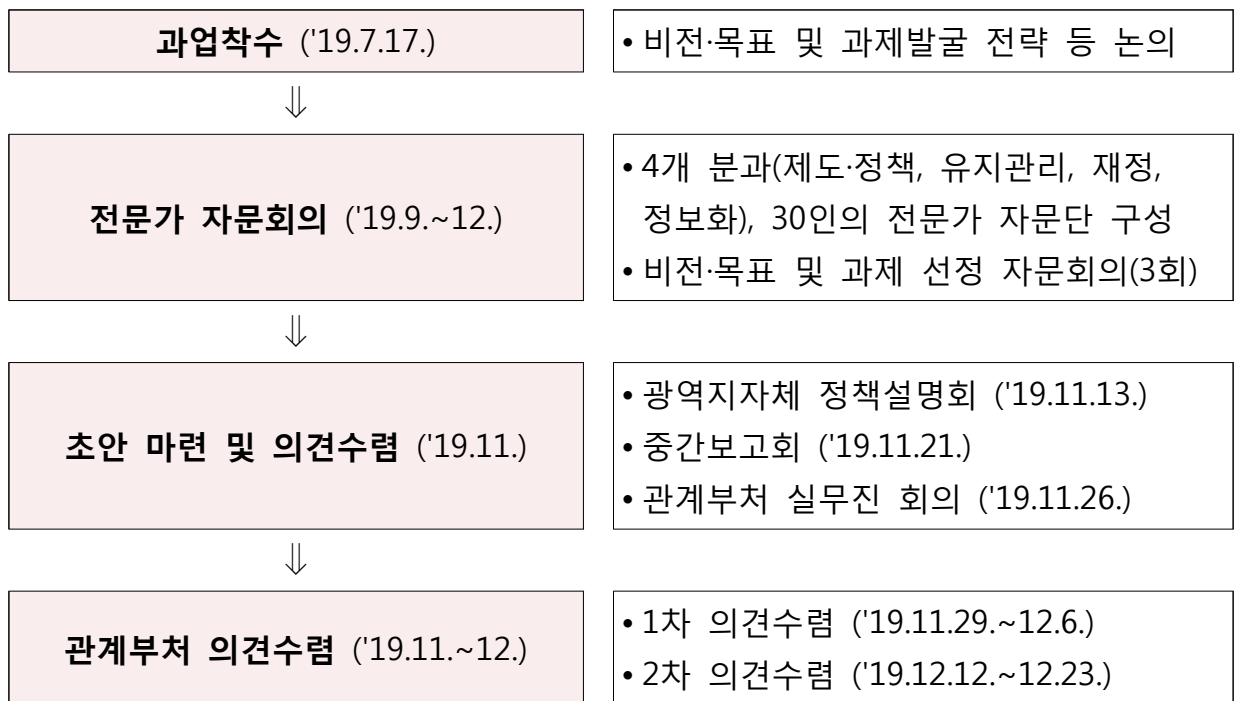 과업착수 ('19.7.17.)
• 비전·목표 및 과제발굴 전략 등 논의
⇓
전문가 자문회의 ('19.9.~12.)
• 4개 분과(제도·정책, 유지관리, 재정,
정보화), 30인의 전문가 자문단 구성
• 비전·목표 및 과제 선정 자문회의(3회)
⇓
초안 마련 및 의견수렴 ('19.11.)
• 광역지자체 정책설명회 ('19.11.13.)
• 중간보고회 ('19.11.21.)
• 관계부처 실무진 회의 ('19.11.26.)
⇓
관계부처 의견수렴 ('19.11.~12.)
• 1차 의견수렴 ('19.11.29.~12.6.)
• 2차 의견수렴 ('19.12.12.~12.23.)